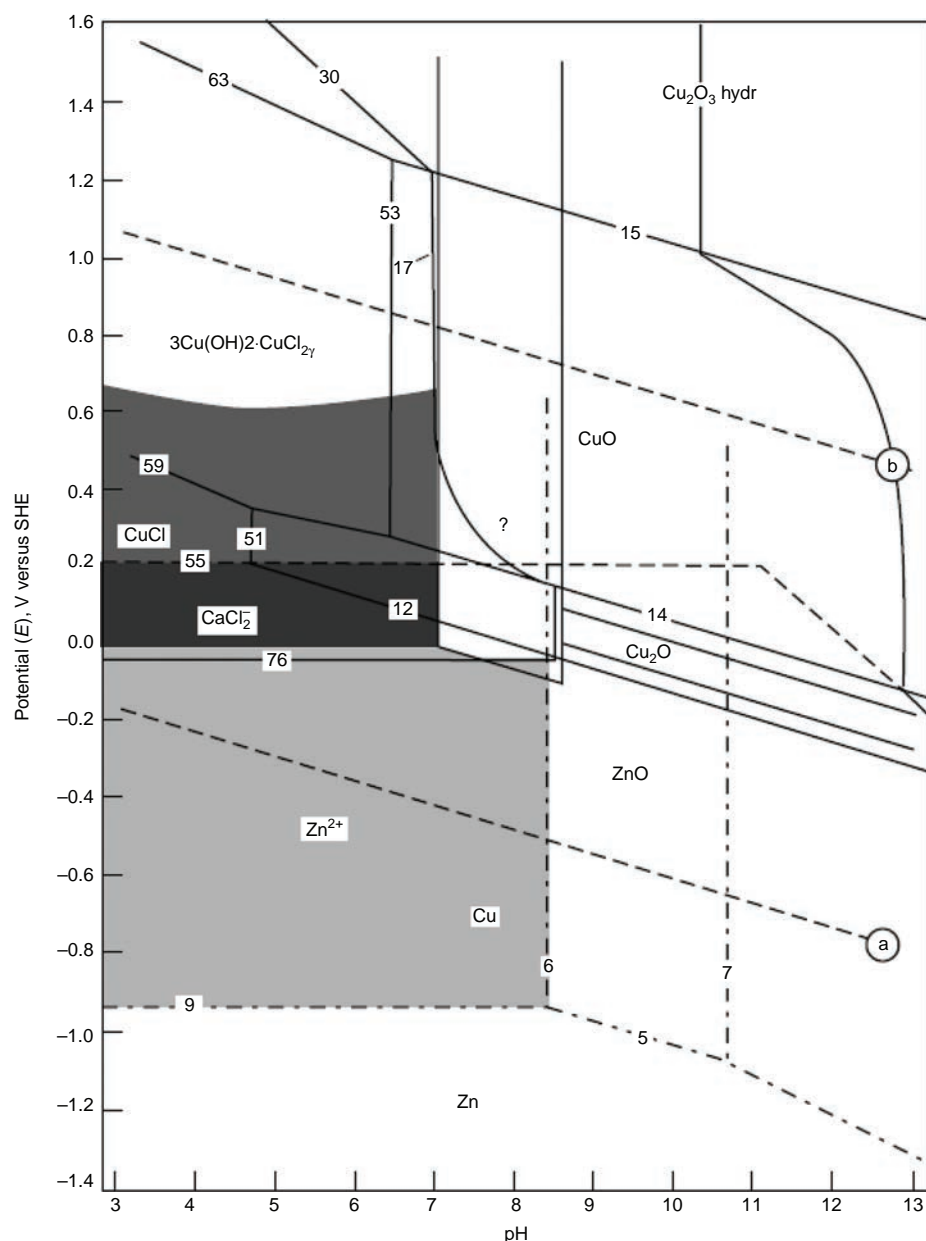 1.6
1.4
1.2
1.0
0.8
0.6
0.4
0.2
0.0
–0.2
–0.4
–0.6
–0.8
–1.0
–1.2
–1.4
Potential (E), V versus SHE
63
30
Cu₂O₃ hydr
53
15
17
3Cu(OH)2·CuCl₂ᵧ
CuO
b
59
?
CuCl
51
55
12
CaCl₂⁻
14
Cu₂O
76
ZnO
Zn²⁺
Cu
a
6
7
9
5
Zn
3 4 5 6 7 8 9 10 11 12 13
pH